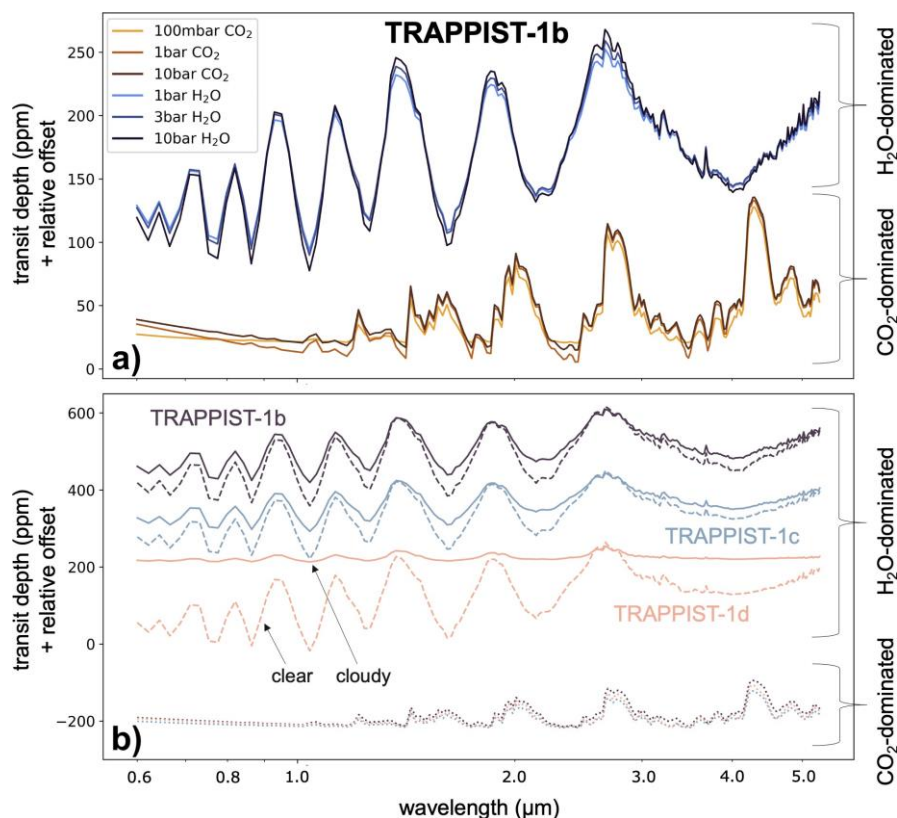 TRAPPIST-1b
100mbar CO₂
1bar CO₂
10bar CO₂
1bar H₂O
3bar H₂O
10bar H₂O
transit depth (ppm)
+ relative offset
250
200
150
100
50
0
a)
H₂O-dominated
CO₂-dominated
TRAPPIST-1b
TRAPPIST-1c
TRAPPIST-1d
clear
cloudy
transit depth (ppm)
+ relative offset
600
400
200
0
−200
b)
H₂O-dominated
CO₂-dominated
0.6 0.8 1.0 2.0 3.0 4.0 5.0
wavelength (μm)